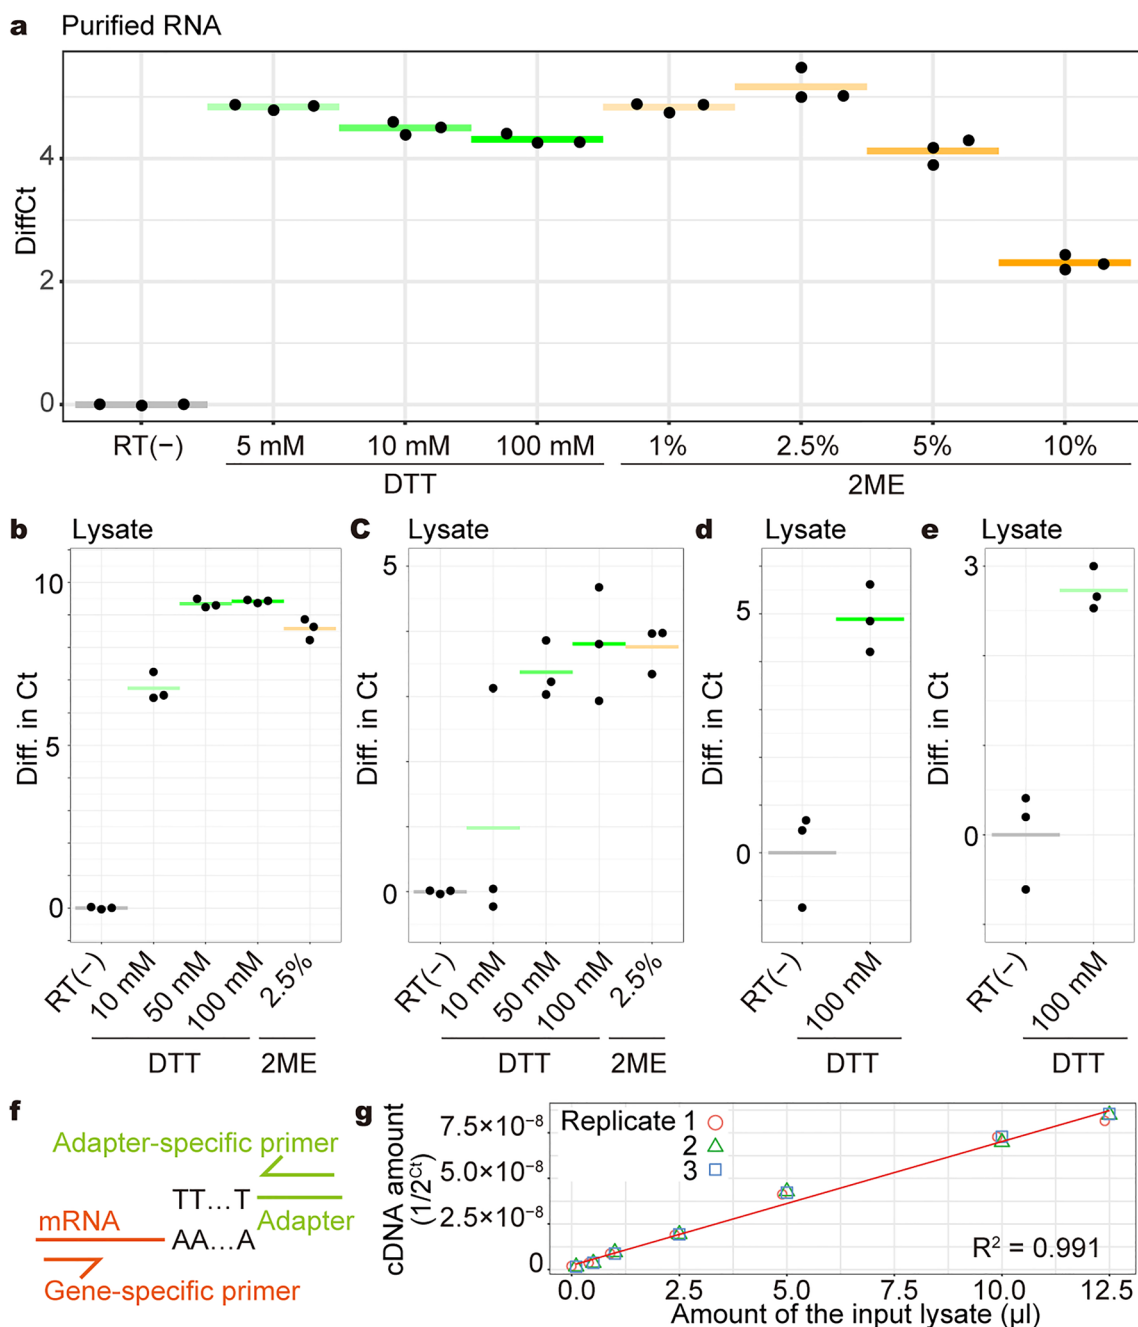 a Purified RNA
DiffCt
4
2
0
RT(−) 5 mM 10 mM 100 mM 1% 2.5% 5% 10%
DTT 2ME
b Lysate
Diff. in Ct
10
5
0
RT(−) 10 mM 50 mM 100 mM 2.5%
DTT 2ME
C Lysate
Diff. in Ct
5
0
RT(−) 10 mM 50 mM 100 mM 2.5%
DTT 2ME
d Lysate
Diff. in Ct
5
0
RT(−) 100 mM
DTT
e Lysate
Diff. in Ct
3
0
RT(−) 100 mM
DTT
f
Adapter-specific primer
TT...T
Adapter
mRNA
AA...A
Gene-specific primer
g
cDNA amount
(1/2^Ct)
7.5×10⁻⁸
5.0×10⁻⁸
2.5×10⁻⁸
0
Replicate 1
2
3
R² = 0.991
0.0 2.5 5.0 7.5 10.0 12.5
Amount of the input lysate (µl)